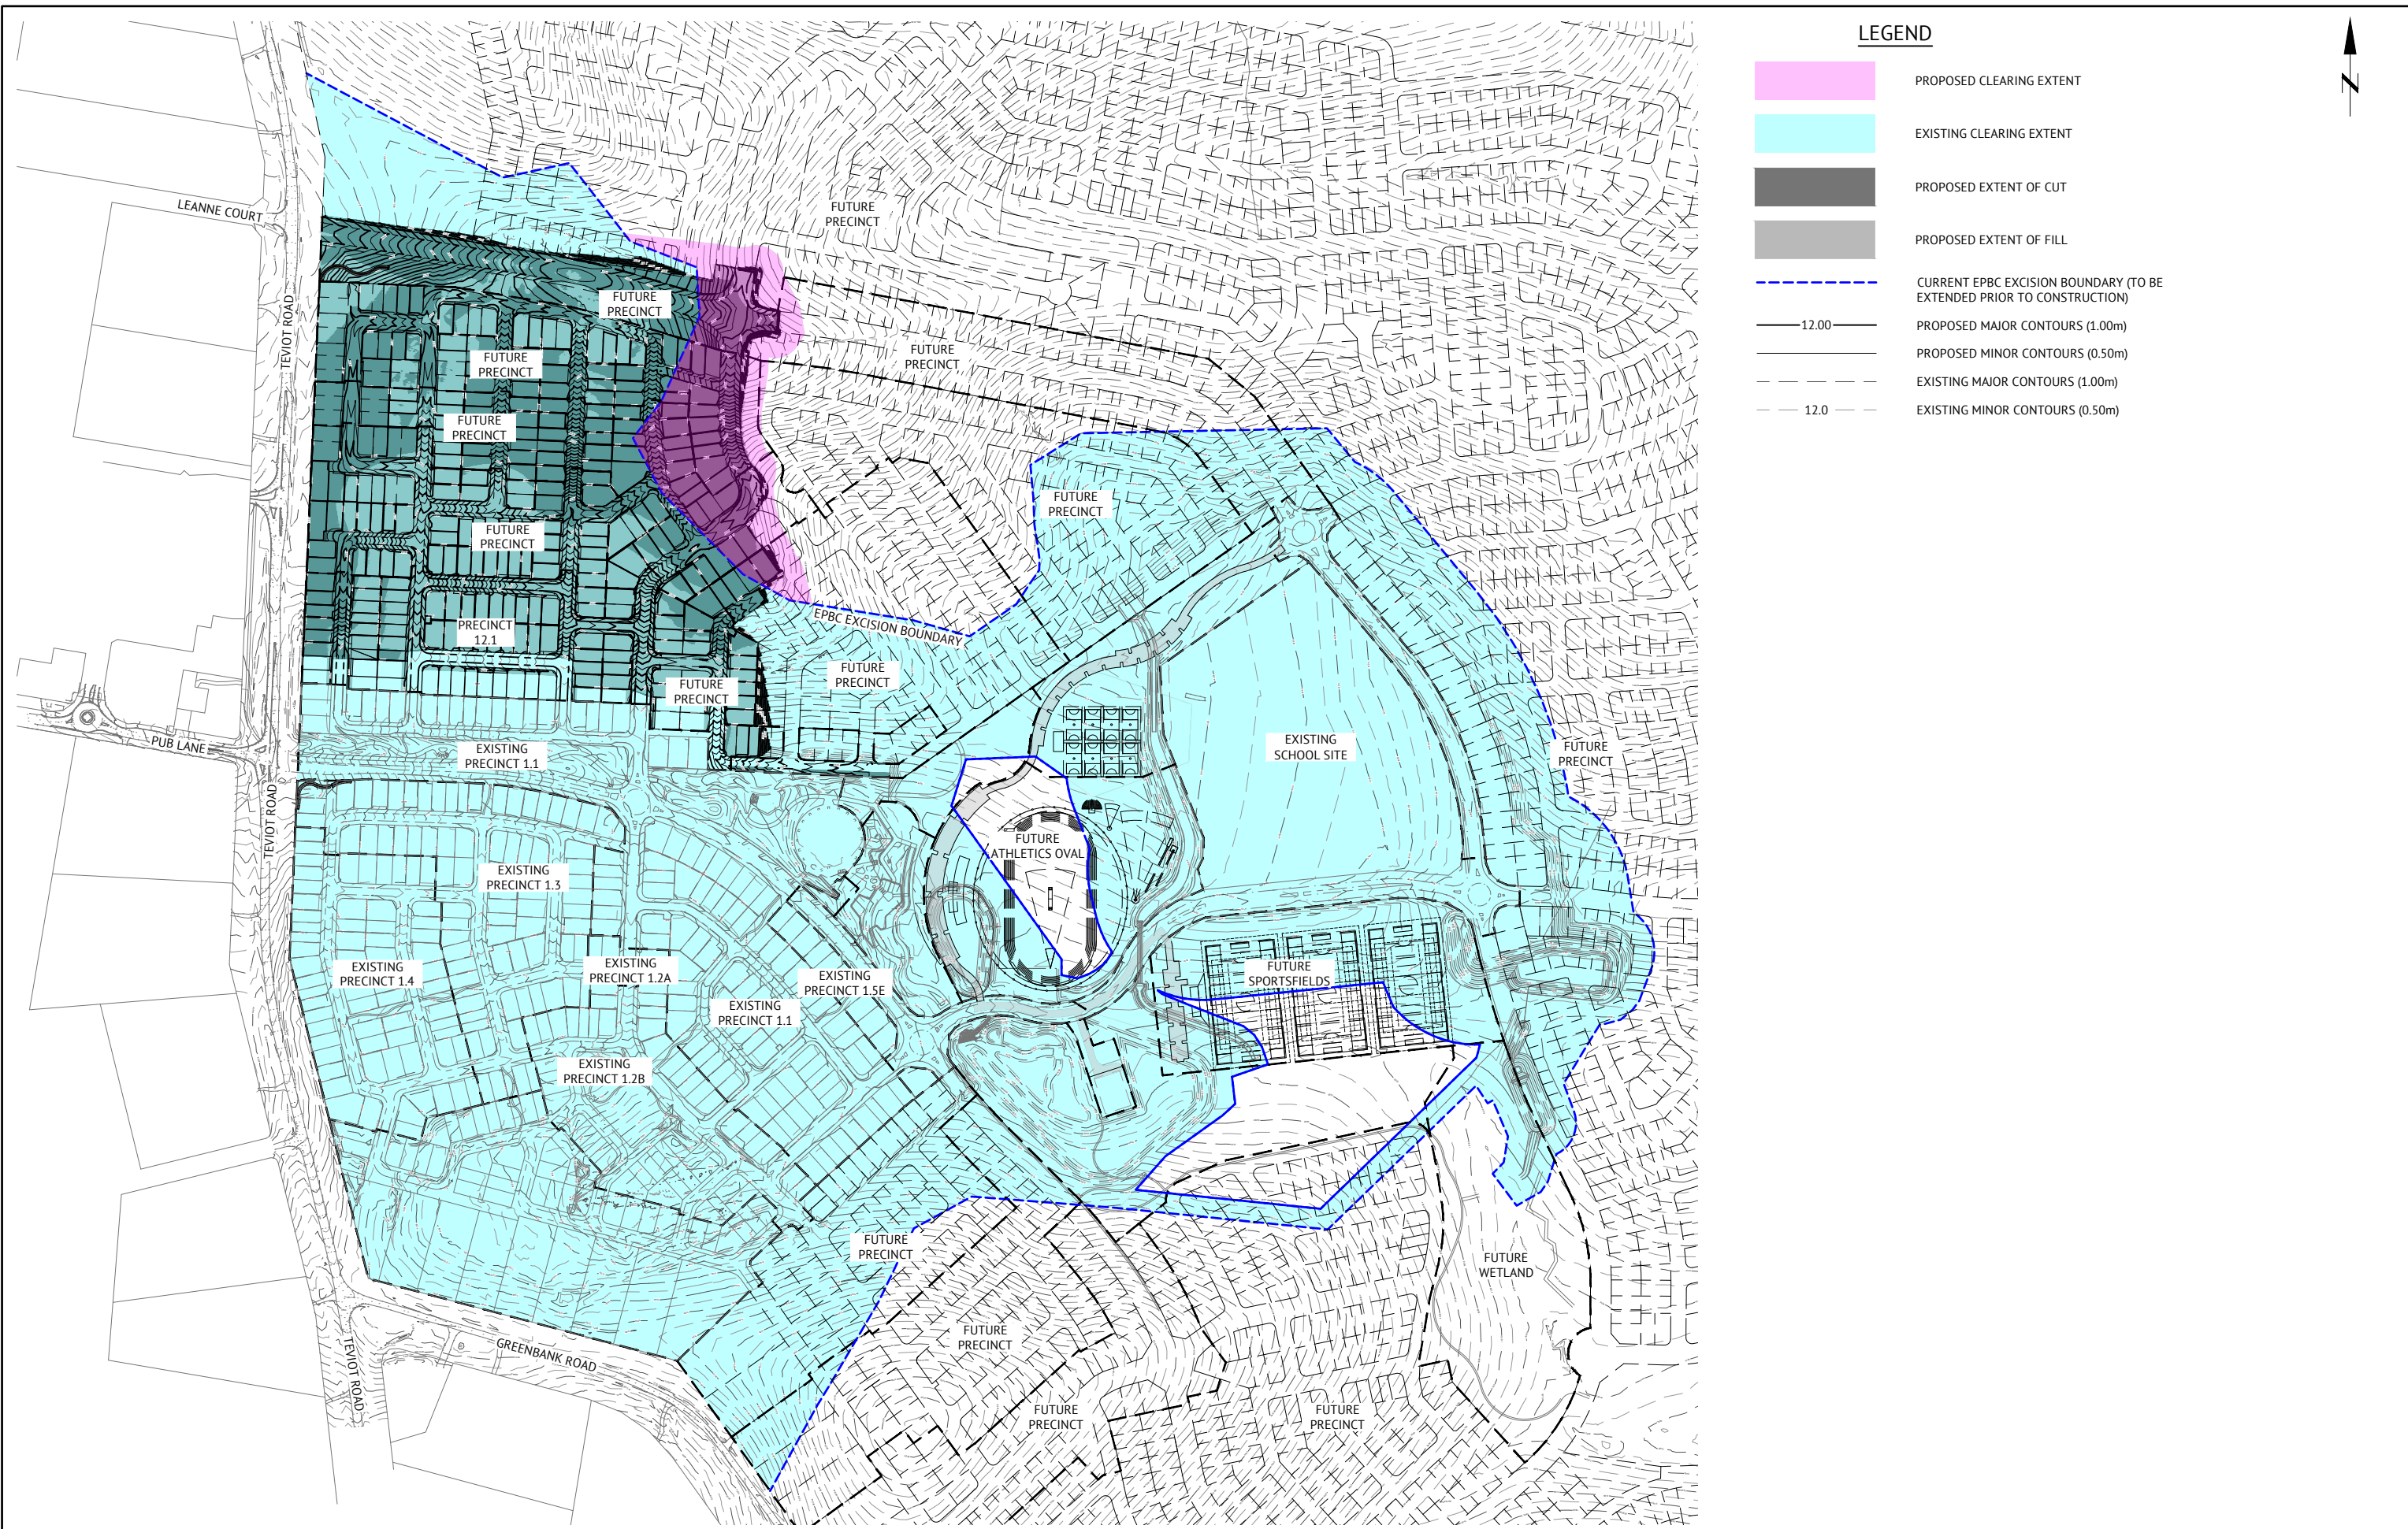 LEGEND
PROPOSED CLEARING EXTENT
EXISTING CLEARING EXTENT
PROPOSED EXTENT OF CUT
PROPOSED EXTENT OF FILL
CURRENT EPBC EXCISION BOUNDARY (TO BE
EXTENDED PRIOR TO CONSTRUCTION)
12.00
PROPOSED MAJOR CONTOURS (1.00m)
PROPOSED MINOR CONTOURS (0.50m)
EXISTING MAJOR CONTOURS (1.00m)
12.0
EXISTING MINOR CONTOURS (0.50m)
N
LEANNE COURT
FUTURE
PRECINCT
TEVIOT ROAD
FUTURE
PRECINCT
FUTURE
PRECINCT
FUTURE
PRECINCT
FUTURE
PRECINCT
FUTURE
PRECINCT
FUTURE
PRECINCT
PRECINCT
12.1
EPBC EXCISION BOUNDARY
FUTURE
PRECINCT
FUTURE
PRECINCT
PUB LANE
EXISTING
PRECINCT 1.1
EXISTING
SCHOOL SITE
FUTURE
PRECINCT
TEVIOT ROAD
FUTURE
ATHLETICS OVAL
EXISTING
PRECINCT 1.3
EXISTING
PRECINCT 1.4
EXISTING
PRECINCT 1.2A
EXISTING
PRECINCT 1.5E
FUTURE
SPORTSFIELDS
EXISTING
PRECINCT 1.1
EXISTING
PRECINCT 1.2B
FUTURE
PRECINCT
FUTURE
WETLAND
TEVIOT ROAD
GREENBANK ROAD
FUTURE
PRECINCT
FUTURE
PRECINCT
FUTURE
PRECINCT